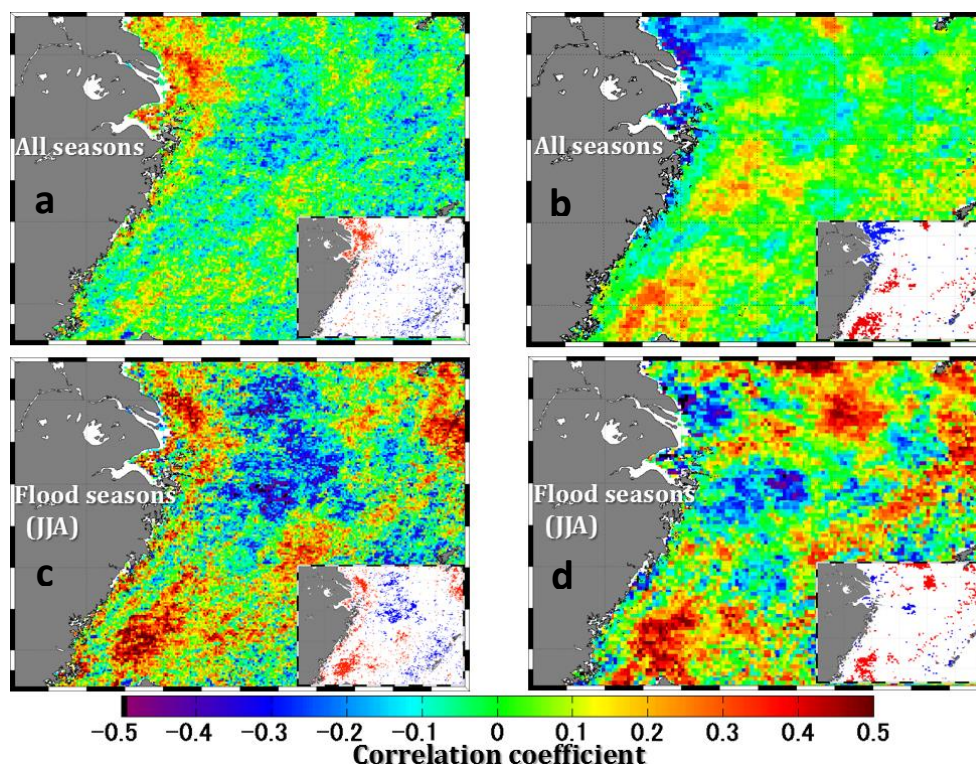 All seasons
a
All seasons
b
Flood seasons
(JJA)
c
Flood seasons
(JJA)
d
−0.5 −0.4 −0.3 −0.2 −0.1 0 0.1 0.2 0.3 0.4 0.5
Correlation coefficient